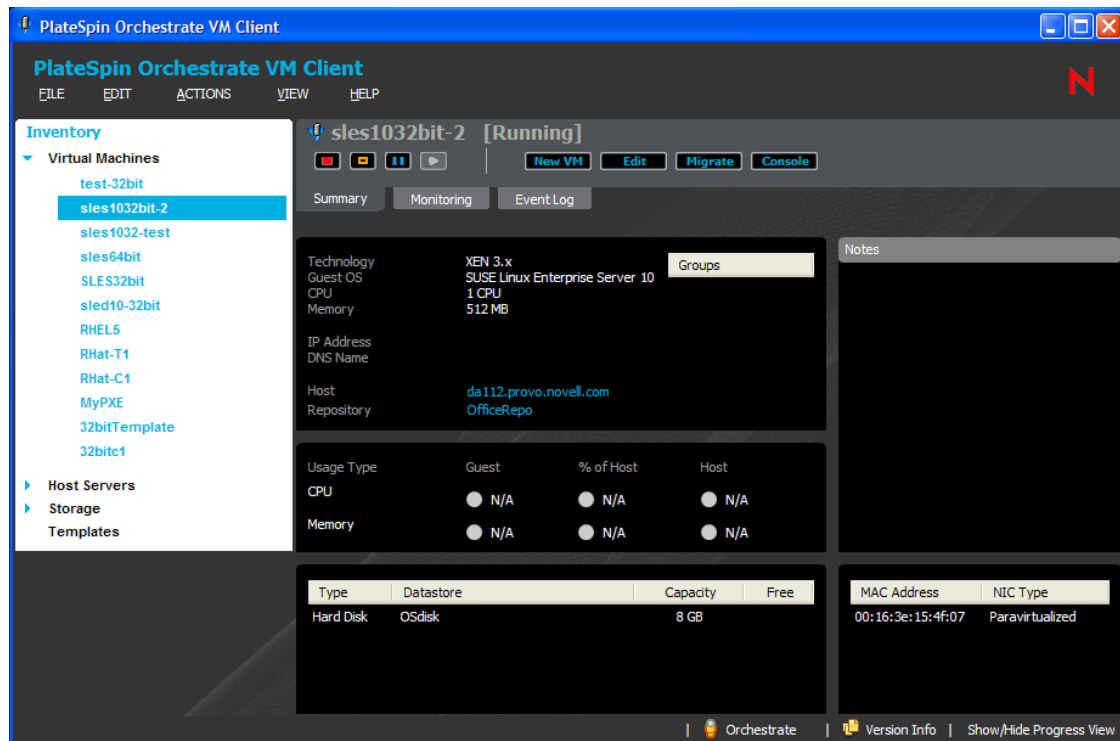 PlateSpin Orchestrate VM Client
PlateSpin Orchestrate VM Client
FILE EDIT ACTIONS VIEW HELP
N
Inventory
Virtual Machines
test-32bit
sles1032bit-2
sles1032-test
sles64bit
SLES32bit
sled10-32bit
RHEL5
RHat-T1
RHat-C1
MyPXE
32bitTemplate
32bitc1
Host Servers
Storage
Templates
sles1032bit-2 [Running]
New VM Edit Migrate Console
Summary Monitoring Event Log
Technology XEN 3.x
Guest OS SUSE Linux Enterprise Server 10
CPU 1 CPU
Memory 512 MB
IP Address
DNS Name
Host da112.provo.novell.com
Repository OfficeRepo
Groups
Notes
Usage Type Guest % of Host Host
CPU N/A N/A N/A
Memory N/A N/A N/A
Type Datastore Capacity Free
Hard Disk OSdisk 8 GB
MAC Address NIC Type
00:16:3e:15:4f:07 Paravirtualized
| Orchestrate | Version Info | Show/Hide Progress View